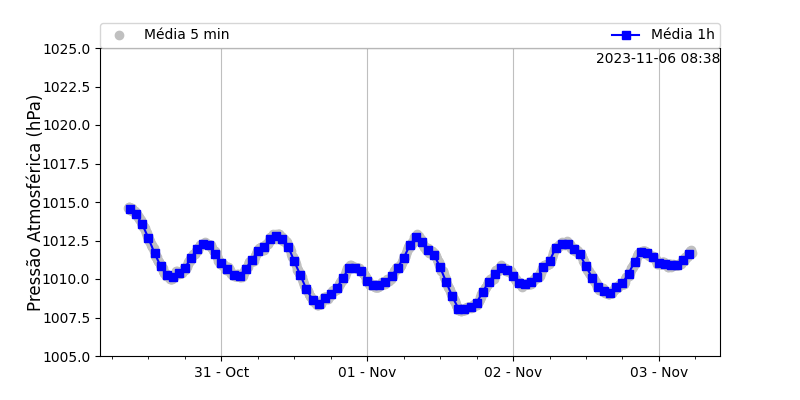 Média 5 min
Média 1h
2023-11-06 08:38
Pressão Atmosférica (hPa)
1025.0
1022.5
1020.0
1017.5
1015.0
1012.5
1010.0
1007.5
1005.0
31 - Oct
01 - Nov
02 - Nov
03 - Nov